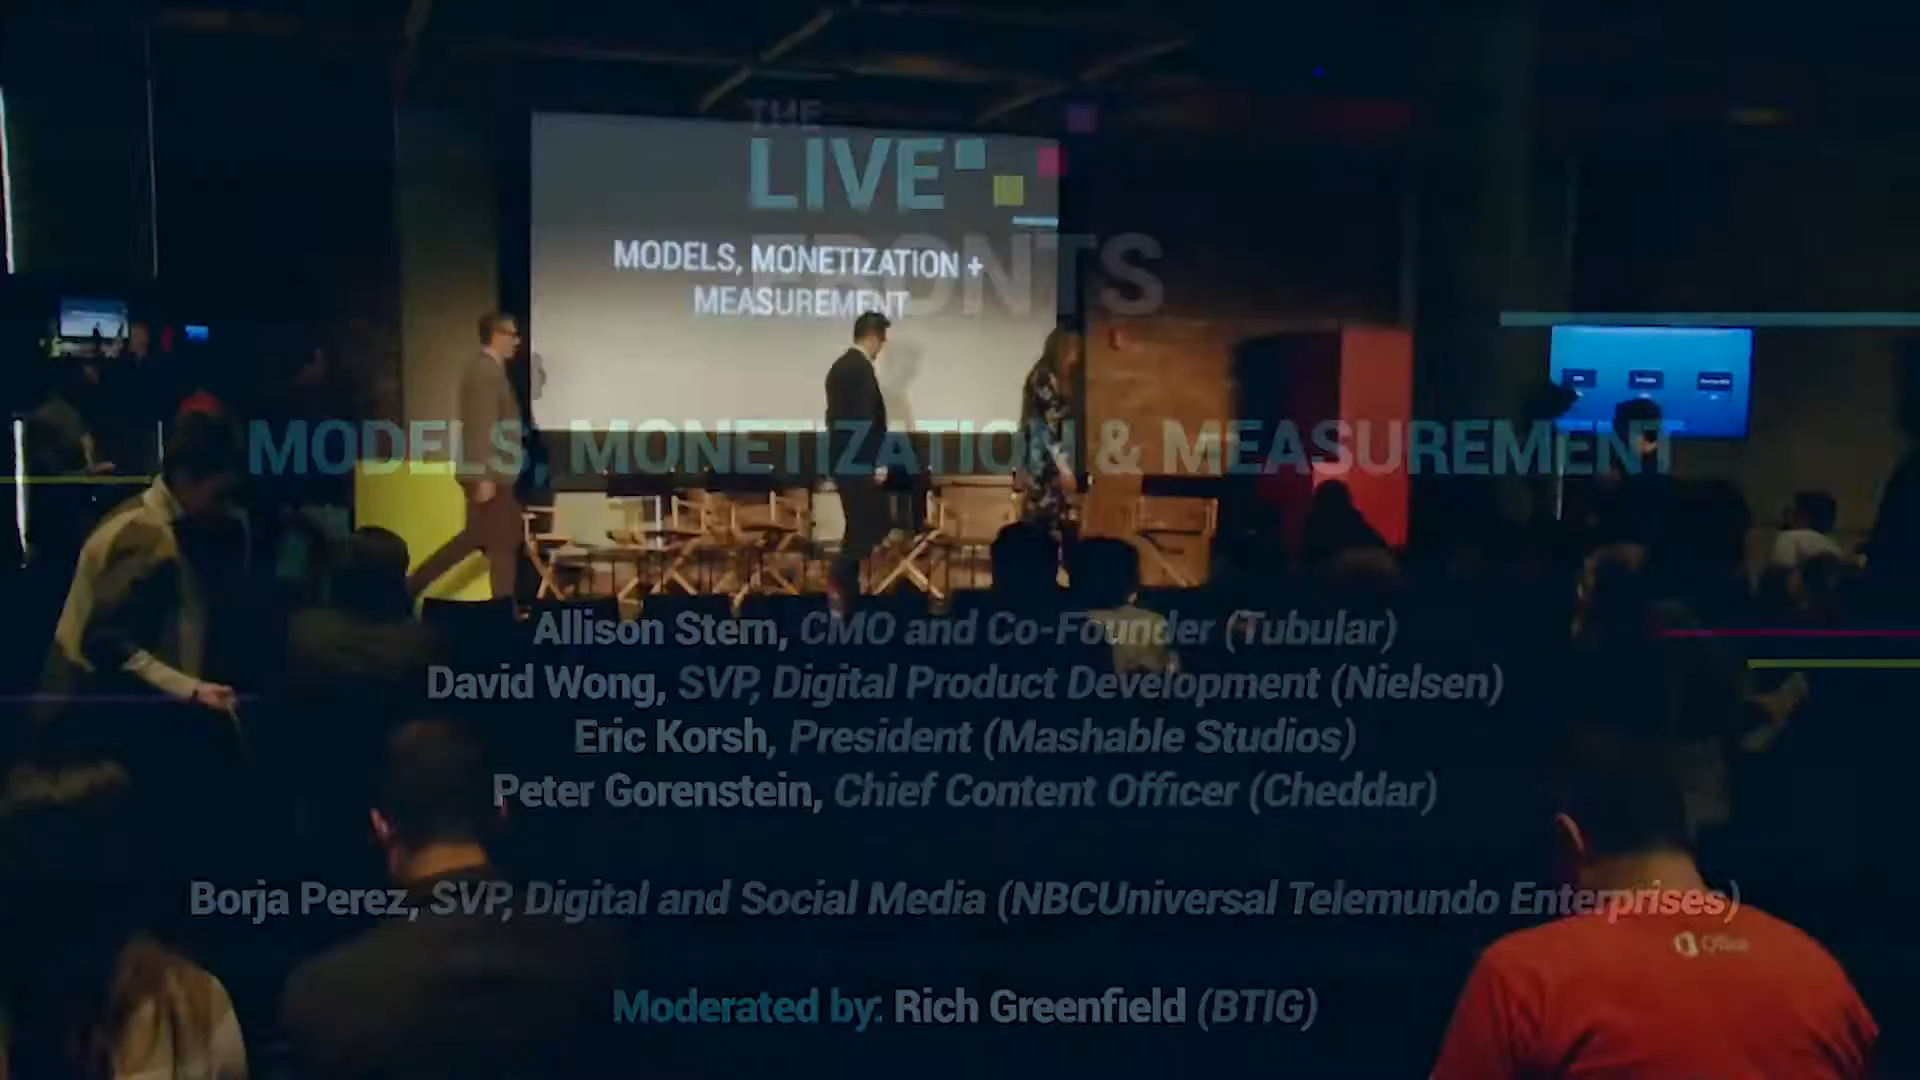 THE
LIVE
FRONTS
MODELS, MONETIZATION +
MEASUREMENT
MODELS, MONETIZATION & MEASUREMENT
Allison Stern, CMO and Co-Founder (Tubular)
David Wong, SVP, Digital Product Development (Nielsen)
Eric Korsh, President (Mashable Studios)
Peter Gorenstein, Chief Content Officer (Cheddar)
Borja Perez, SVP, Digital and Social Media (NBCUniversal Telemundo Enterprises)
Office
Moderated by: Rich Greenfield (BTIG)